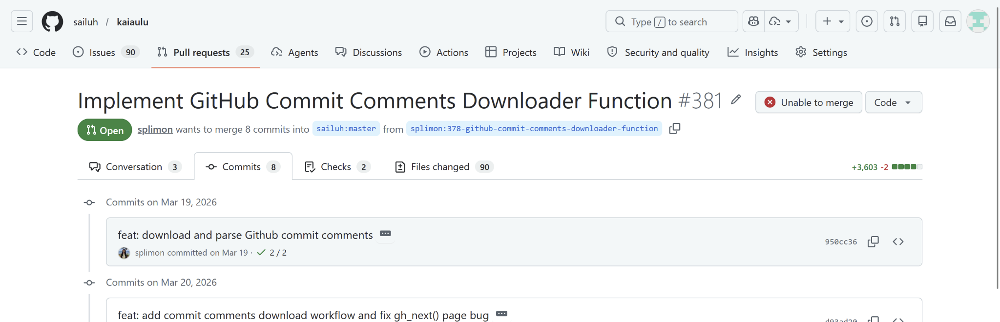 sailuh / kaiaulu
Type / to search
Code
Issues 90
Pull requests 25
Agents
Discussions
Actions
Projects
Wiki
Security and quality
Insights
Settings
Implement GitHub Commit Comments Downloader Function #381
Unable to merge
Code
Open
splimon wants to merge 8 commits into sailuh:master from splimon:378-github-commit-comments-downloader-function
Conversation 3
Commits 8
Checks 2
Files changed 90
+3,603 -2
Commits on Mar 19, 2026
feat: download and parse Github commit comments
splimon committed on Mar 19 · 2 / 2
950cc36
Commits on Mar 20, 2026
feat: add commit comments download workflow and fix gh_next() page bug